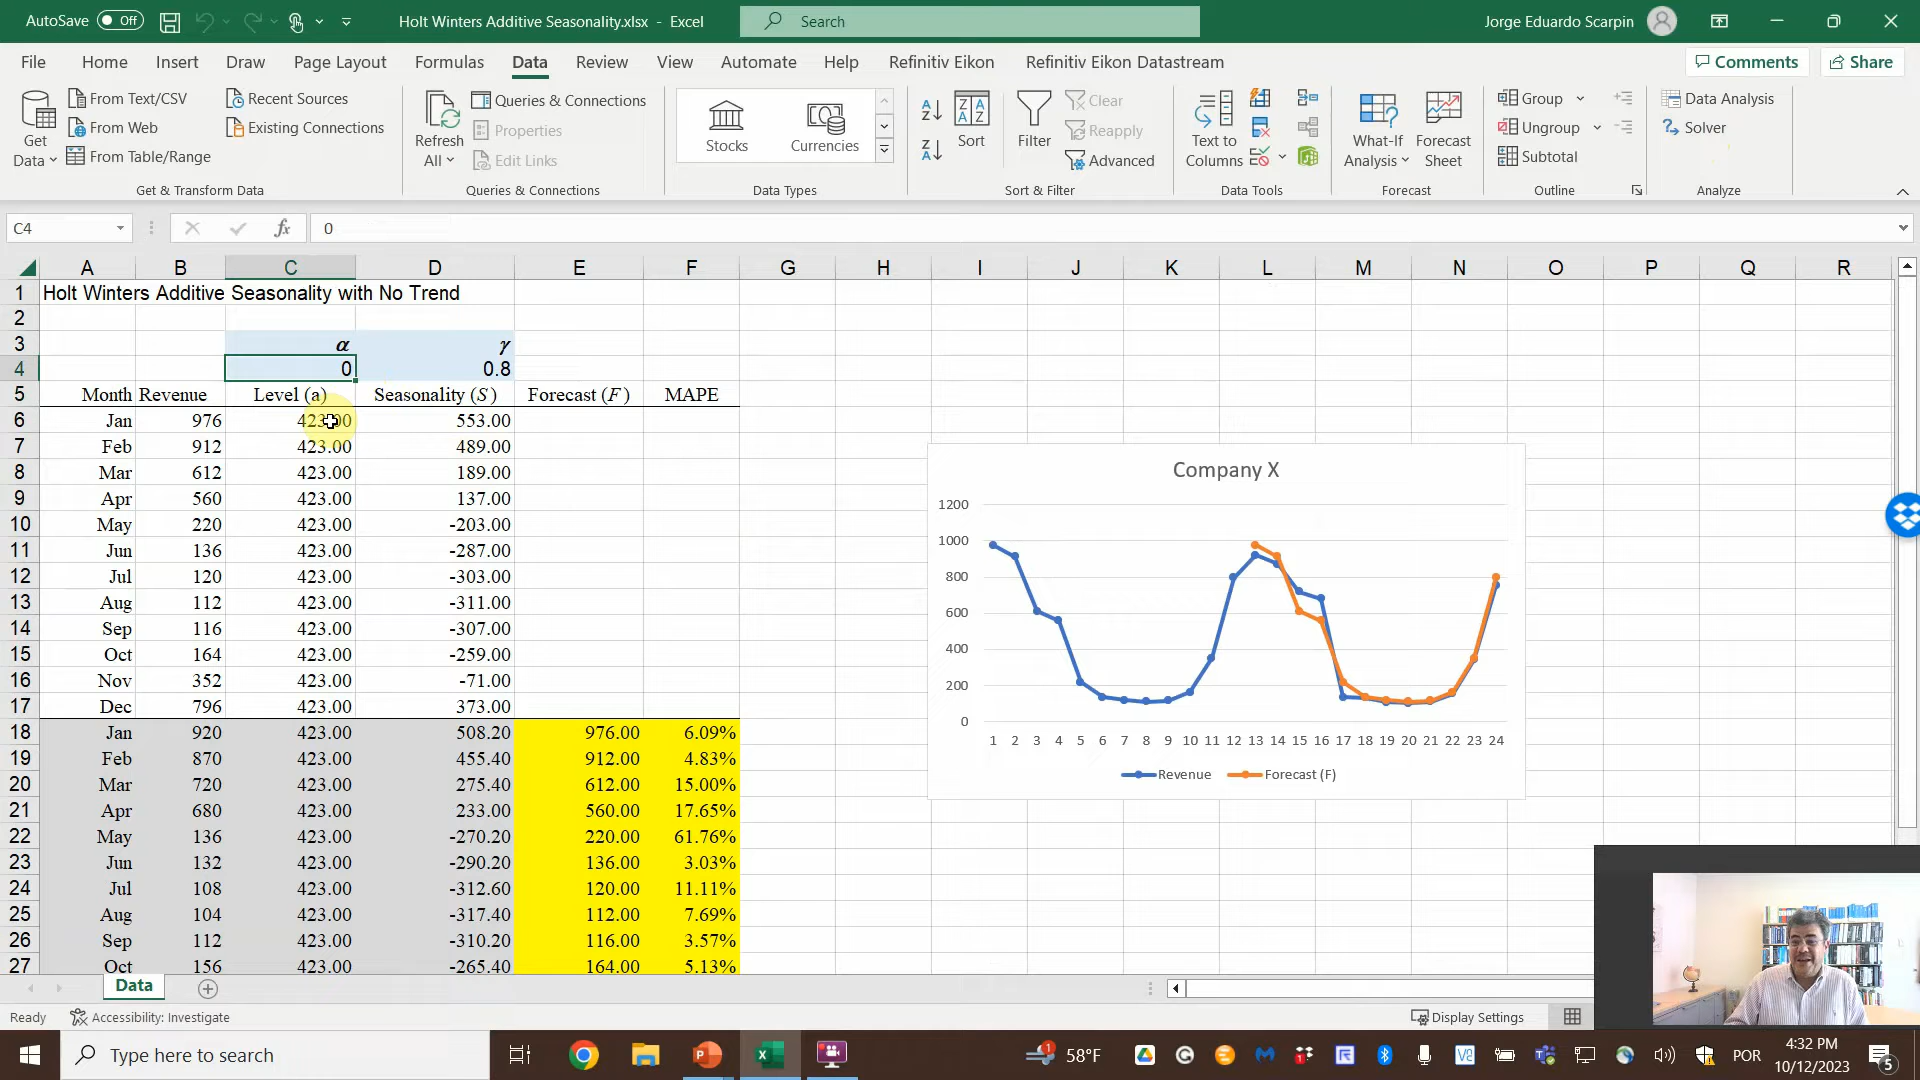 AutoSave Off Holt Winters Additive Seasonality.xlsx - Excel Search Jorge Eduardo Scarpin
File Home Insert Draw Page Layout Formulas Data Review View Automate Help Refinitiv Eikon Refinitiv Eikon Datastream Comments Share
Get Data
From Text/CSV
From Web
From Table/Range
Recent Sources
Existing Connections
Get & Transform Data
Refresh All
Queries & Connections
Properties
Edit Links
Queries & Connections
Stocks
Currencies
Data Types
Sort
Filter
Clear
Reapply
Advanced
Sort & Filter
Text to Columns
Data Tools
What-If Analysis
Forecast Sheet
Forecast
Group
Ungroup
Subtotal
Outline
Data Analysis
Solver
Analyze
C4 fx 0
A B C D E F G H I J K L M N O P Q R
1 Holt Winters Additive Seasonality with No Trend
2
3 α γ
4 0 0.8
5 Month Revenue Level (a) Seasonality (S) Forecast (F) MAPE
6 Jan 976 423.00 553.00
7 Feb 912 423.00 489.00
8 Mar 612 423.00 189.00
9 Apr 560 423.00 137.00
10 May 220 423.00 -203.00
11 Jun 136 423.00 -287.00
12 Jul 120 423.00 -303.00
13 Aug 112 423.00 -311.00
14 Sep 116 423.00 -307.00
15 Oct 164 423.00 -259.00
16 Nov 352 423.00 -71.00
17 Dec 796 423.00 373.00
18 Jan 920 423.00 508.20 976.00 6.09%
19 Feb 870 423.00 455.40 912.00 4.83%
20 Mar 720 423.00 275.40 612.00 15.00%
21 Apr 680 423.00 233.00 560.00 17.65%
22 May 136 423.00 -270.20 220.00 61.76%
23 Jun 132 423.00 -290.20 136.00 3.03%
24 Jul 108 423.00 -312.60 120.00 11.11%
25 Aug 104 423.00 -317.40 112.00 7.69%
26 Sep 112 423.00 -310.20 116.00 3.57%
27 Oct 156 423.00 -265.40 164.00 5.13%
Company X
1200
1000
800
600
400
200
0
1 2 3 4 5 6 7 8 9 10 11 12 13 14 15 16 17 18 19 20 21 22 23 24
Revenue Forecast (F)
Data
Ready Accessibility: Investigate Display Settings
Type here to search 58°F POR 4:32 PM
10/12/2023 5